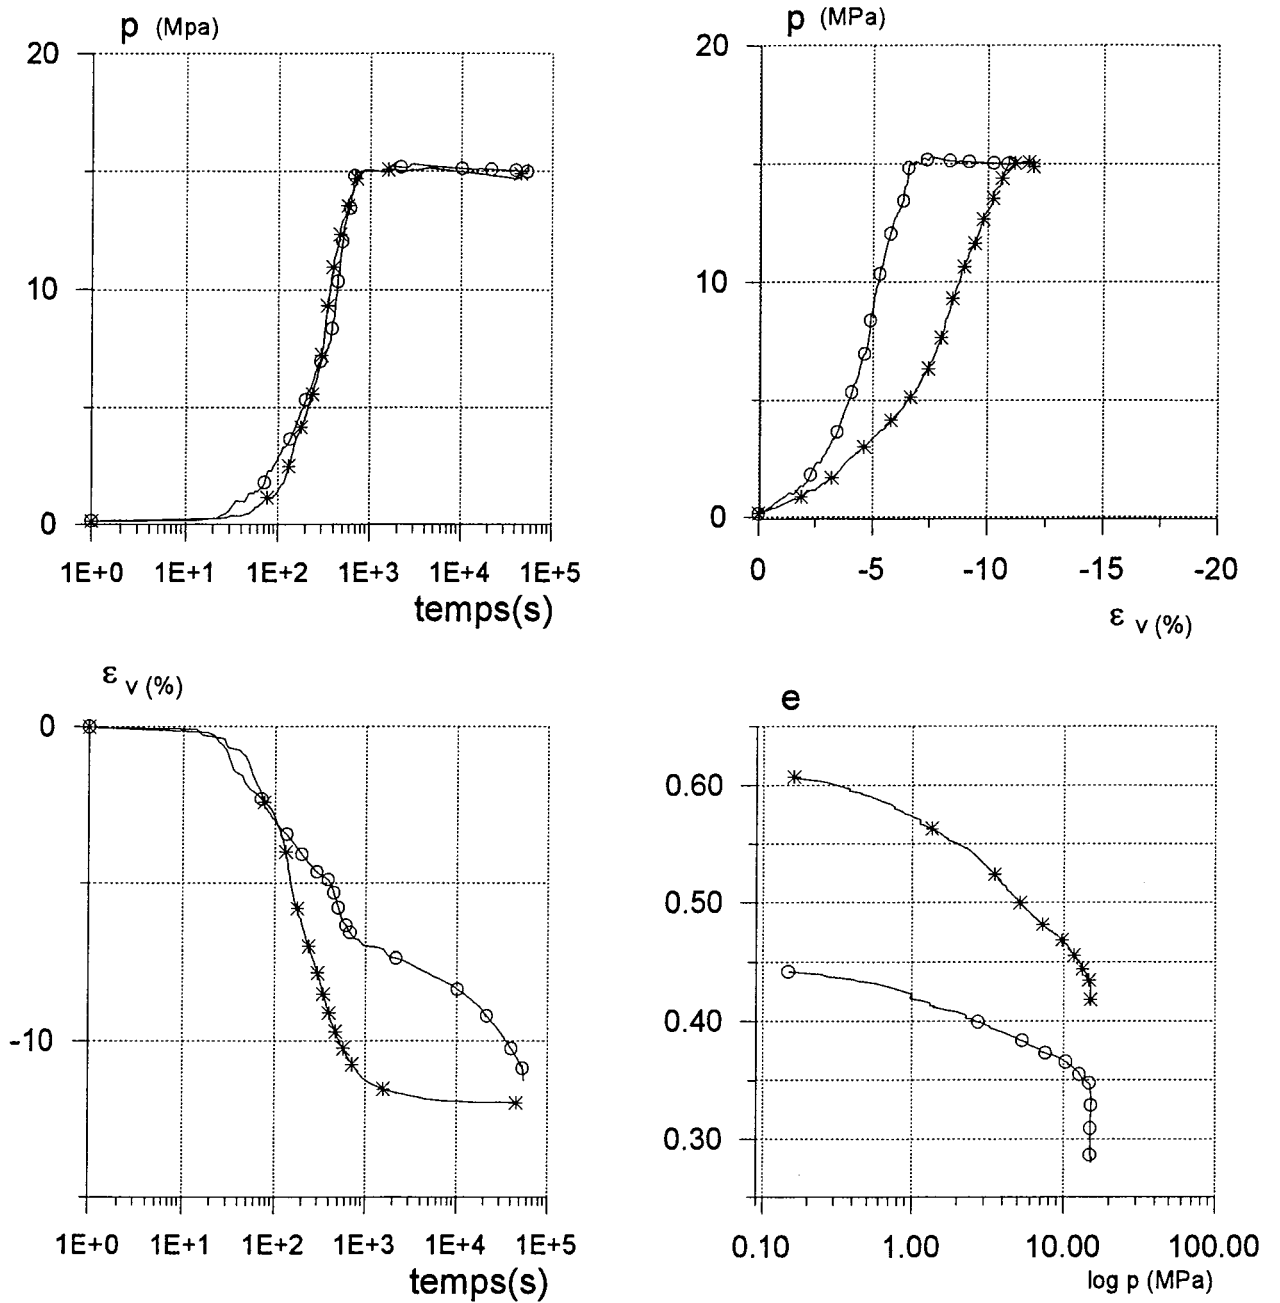 p (Mpa)
20
10
0
1E+0 1E+1 1E+2 1E+3 1E+4 1E+5
temps(s)
p (MPa)
20
10
0
0 -5 -10 -15 -20
ε v (%)
ε v (%)
0
-10
1E+0 1E+1 1E+2 1E+3 1E+4 1E+5
temps(s)
e
0.60
0.50
0.40
0.30
0.10 1.00 10.00 100.00
log p (MPa)